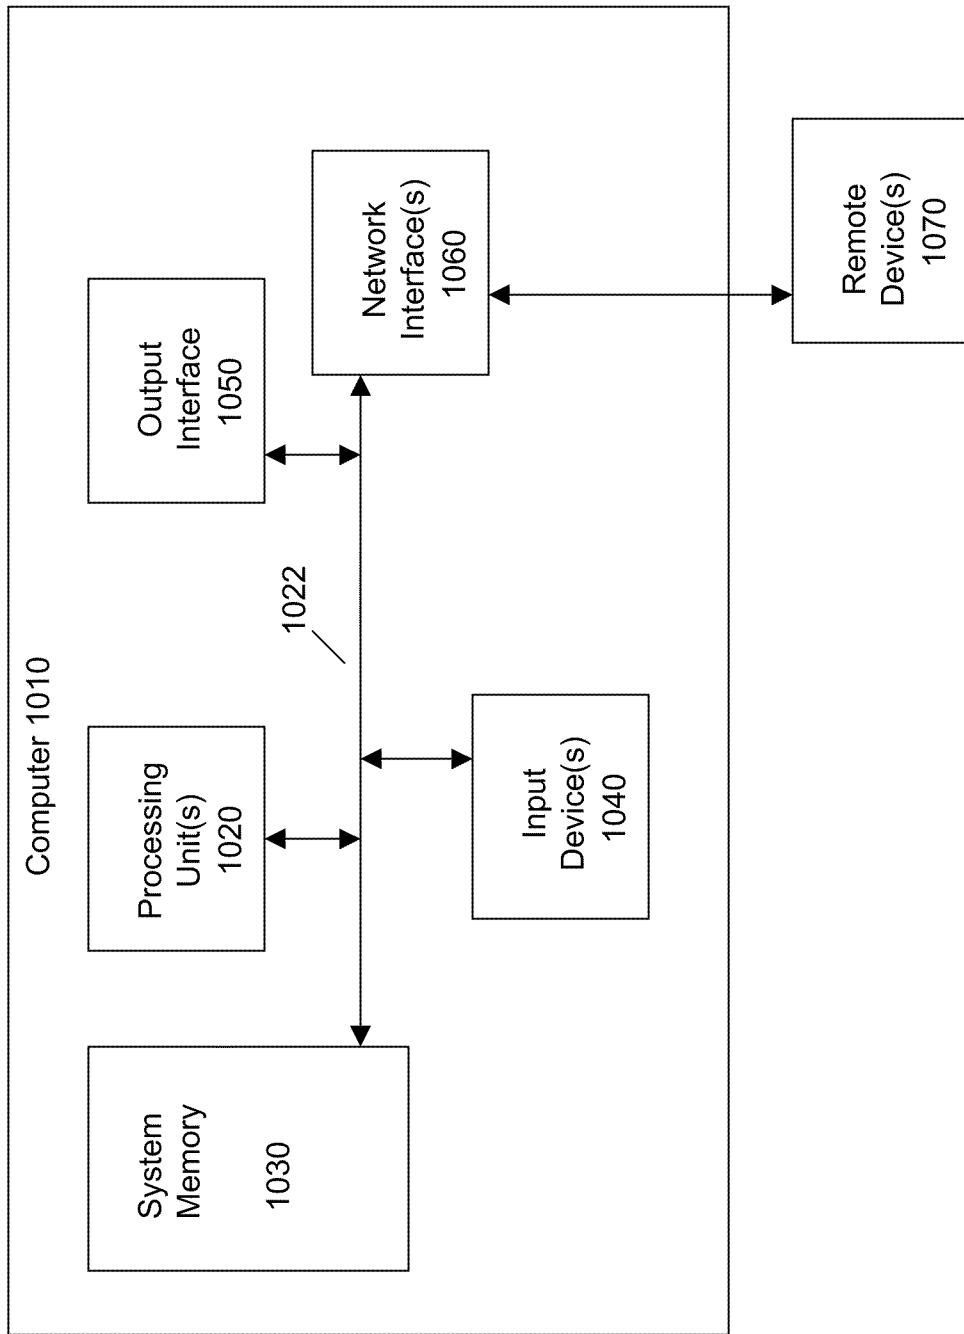 Computer 1010
System
Memory
1030
Processing
Unit(s)
1020
Output
Interface
1050
1022
Network
Interface(s)
1060
Input
Device(s)
1040
Remote
Device(s)
1070